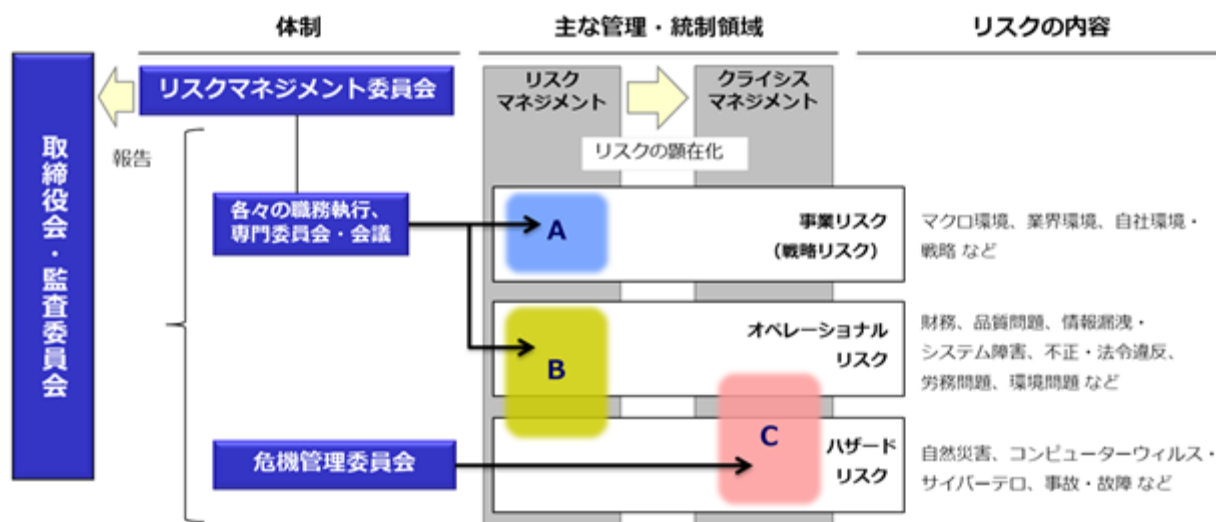 体制
主な管理・統制領域
リスクの内容
取締役会・監査委員会
報告
リスクマネジメント委員会
リスク
マネジメント
クライシス
マネジメント
リスクの顕在化
各々の職務執行、
専門委員会・会議
A
事業リスク
(戦略リスク)
マクロ環境、業界環境、自社環境・
戦略 など
B
オペレーショナル
リスク
財務、品質問題、情報漏洩・
システム障害、不正・法令違反、
労務問題、環境問題 など
危機管理委員会
C
ハザード
リスク
自然災害、コンピューターウィルス・
サイバーテロ、事故・故障 など